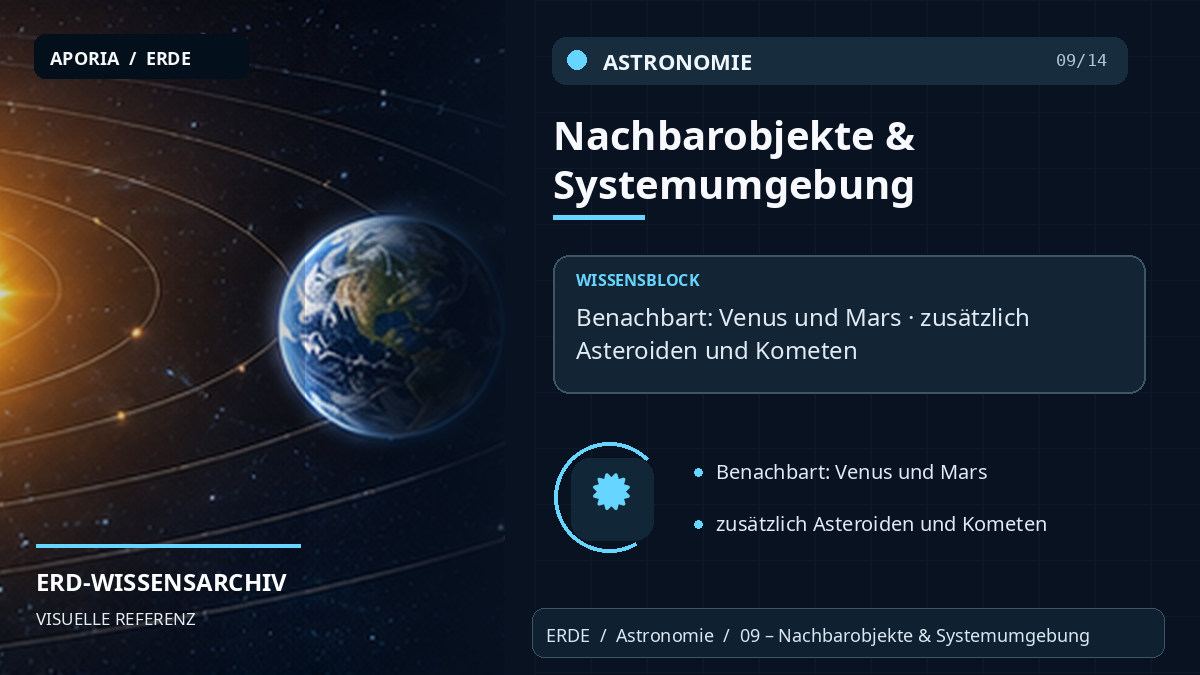 APORIA / ERDE
ERD-WISSENSARCHIV
VISUELLE REFERENZ
ASTRONOMIE
09/14
Nachbarobjekte &
Systemumgebung
WISSENSBLOCK
Benachbart: Venus und Mars · zusätzlich
Asteroiden und Kometen
Benachbart: Venus und Mars
zusätzlich Asteroiden und Kometen
ERDE / Astronomie / 09 – Nachbarobjekte & Systemumgebung